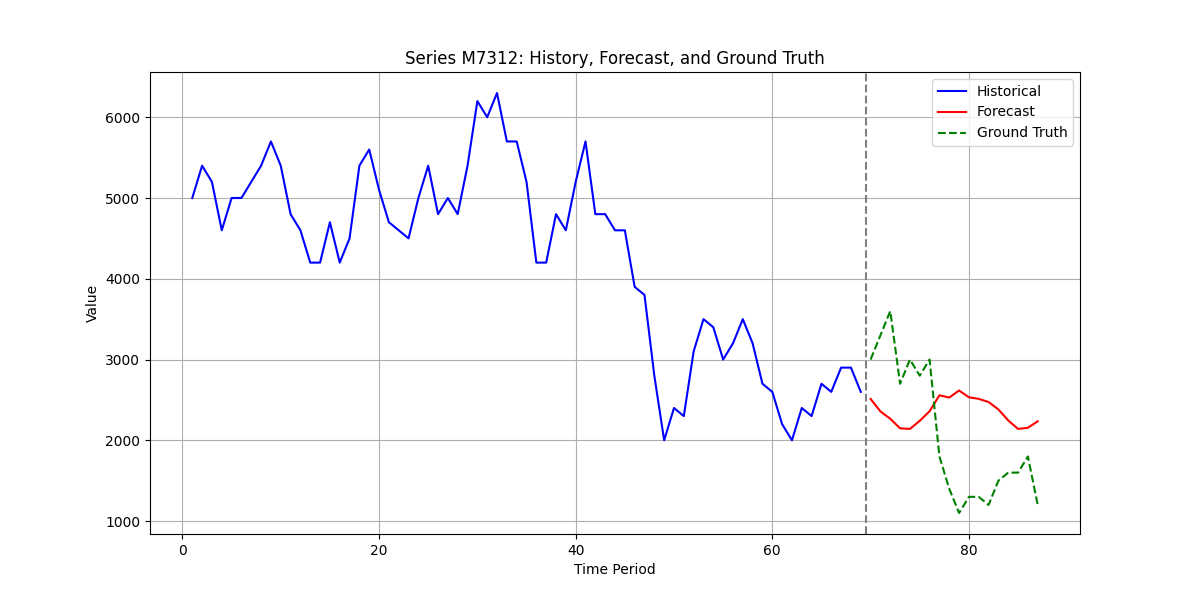 Series M7312: History, Forecast, and Ground Truth
Historical
Forecast
Ground Truth
Value
6000
5000
4000
3000
2000
1000
0
20
40
60
80
Time Period